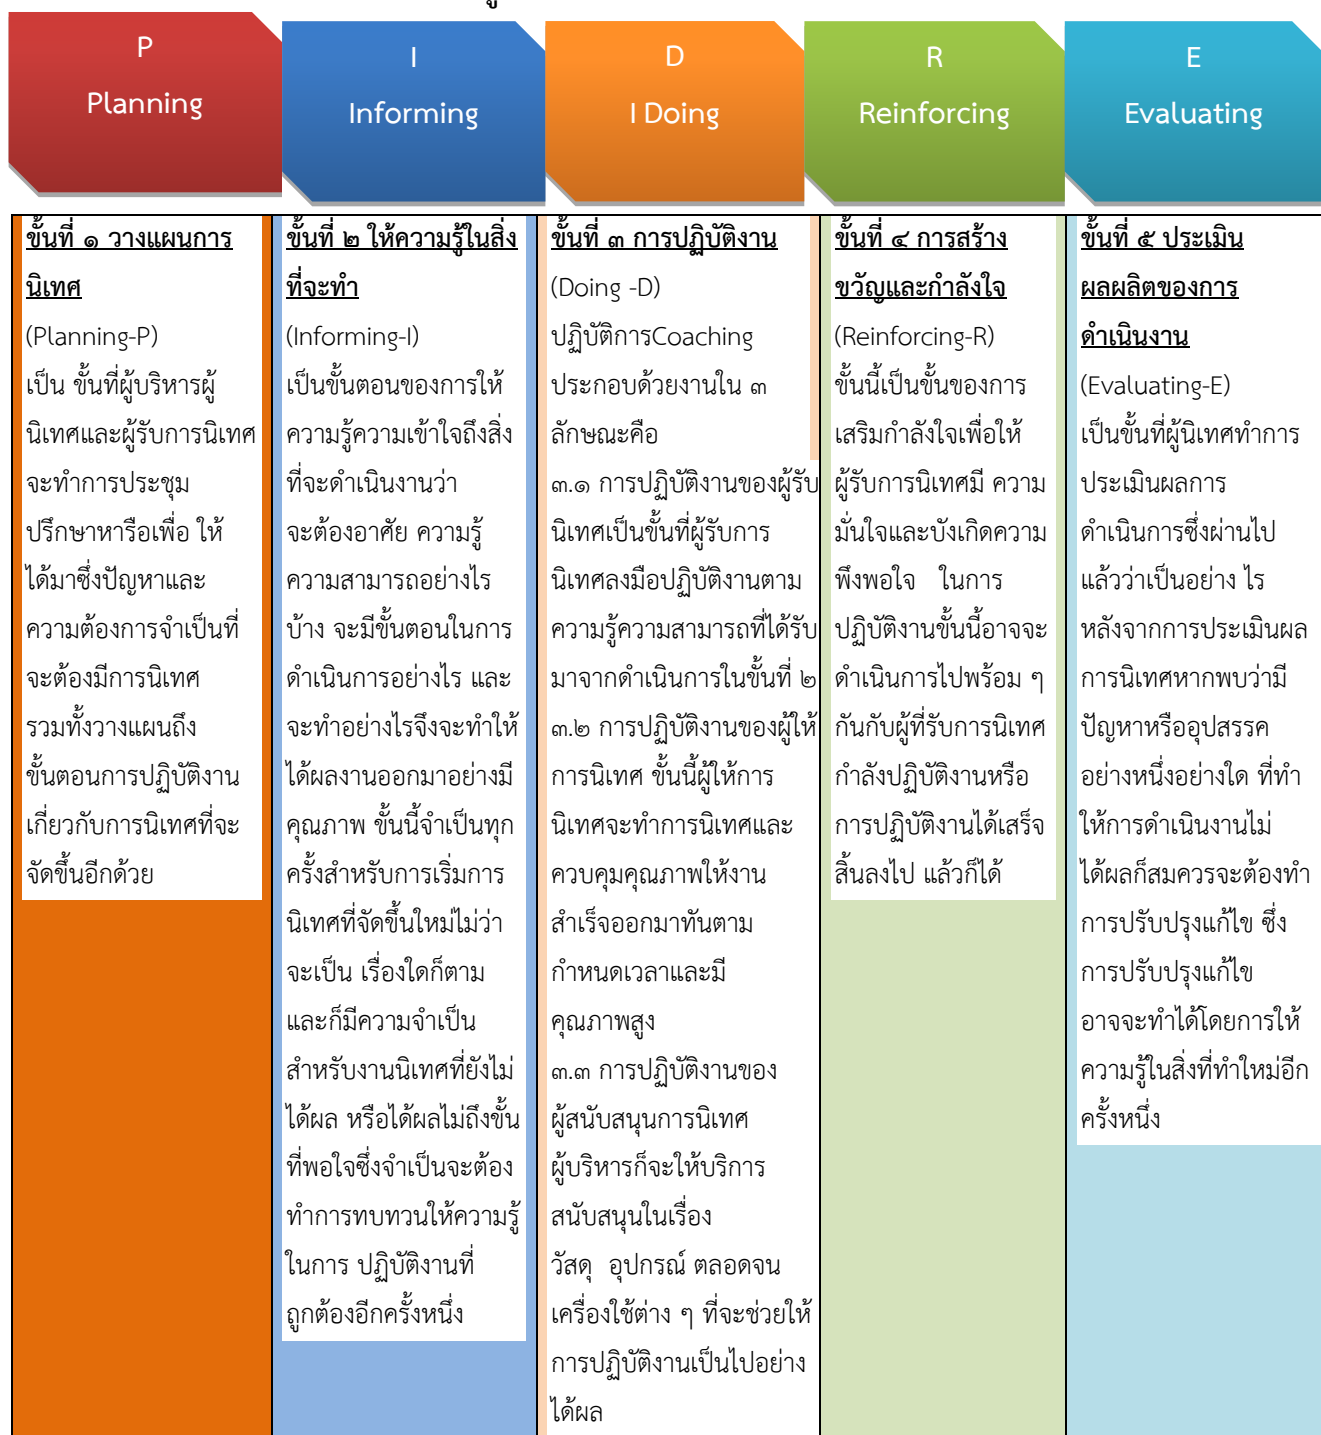 P
Planning
I
Informing
D
I Doing
R
Reinforcing
E
Evaluating
ขั้นที่ ๑ วางแผนการ
นิเทศ
(Planning-P)
เป็น ขั้นที่ผู้บริหารผู้
นิเทศและผู้รับการนิเทศ
จะทำการประชุม
ปรึกษาหารือเพื่อ ให้
ได้มาซึ่งปัญหาและ
ความต้องการจำเป็นที่
จะต้องมีการนิเทศ
รวมทั้งวางแผนถึง
ขั้นตอนการปฏิบัติงาน
เกี่ยวกับการนิเทศที่จะ
จัดขึ้นอีกด้วย
ขั้นที่ ๒ ให้ความรู้ในสิ่ง
ที่จะทำ
(Informing-I)
เป็นขั้นตอนของการให้
ความรู้ความเข้าใจถึงสิ่ง
ที่จะดำเนินงานว่า
จะต้องอาศัย ความรู้
ความสามารถอย่างไร
บ้าง จะมีขั้นตอนในการ
ดำเนินการอย่างไร และ
จะทำอย่างไรจึงจะทำให้
ได้ผลงานออกมาอย่างมี
คุณภาพ ขั้นนี้จำเป็นทุก
ครั้งสำหรับการเริ่มการ
นิเทศที่จัดขึ้นใหม่ไม่ว่า
จะเป็น เรื่องใดก็ตาม
และก็มีความจำเป็น
สำหรับงานนิเทศที่ยังไม่
ได้ผล หรือได้ผลไม่ถึงขั้น
ที่พอใจซึ่งจำเป็นจะต้อง
ทำการทบทวนให้ความรู้
ในการ ปฏิบัติงานที่
ถูกต้องอีกครั้งหนึ่ง
ขั้นที่ ๓ การปฏิบัติงาน
(Doing -D)
ปฏิบัติการCoaching
ประกอบด้วยงานใน ๓
ลักษณะคือ
๓.๑ การปฏิบัติงานของผู้รับ
นิเทศเป็นขั้นที่ผู้รับการ
นิเทศลงมือปฏิบัติงานตาม
ความรู้ความสามารถที่ได้รับ
มาจากดำเนินการในขั้นที่ ๒
๓.๒ การปฏิบัติงานของผู้ให้
การนิเทศ ขั้นนี้ผู้ให้การ
นิเทศจะทำการนิเทศและ
ควบคุมคุณภาพให้งาน
สำเร็จออกมาทันตาม
กำหนดเวลาและมี
คุณภาพสูง
๓.๓ การปฏิบัติงานของ
ผู้สนับสนุนการนิเทศ
ผู้บริหารก็จะให้บริการ
สนับสนุนในเรื่อง
วัสดุ  อุปกรณ์ ตลอดจน
เครื่องใช้ต่าง ๆ ที่จะช่วยให้
การปฏิบัติงานเป็นไปอย่าง
ได้ผล
ขั้นที่ ๔ การสร้าง
ขวัญและกำลังใจ
(Reinforcing-R)
ขั้นนี้เป็นขั้นของการ
เสริมกำลังใจเพื่อให้
ผู้รับการนิเทศมี ความ
มั่นใจและบังเกิดความ
พึงพอใจ   ในการ
ปฏิบัติงานขั้นนี้อาจจะ
ดำเนินการไปพร้อม ๆ
กันกับผู้ที่รับการนิเทศ
กำลังปฏิบัติงานหรือ
การปฏิบัติงานได้เสร็จ
สิ้นลงไป แล้วก็ได้
ขั้นที่ ๕ ประเมิน
ผลผลิตของการ
ดำเนินงาน
(Evaluating-E)
เป็นขั้นที่ผู้นิเทศทำการ
ประเมินผลการ
ดำเนินการซึ่งผ่านไป
แล้วว่าเป็นอย่าง ไร
หลังจากการประเมินผล
การนิเทศหากพบว่ามี
ปัญหาหรืออุปสรรค
อย่างหนึ่งอย่างใด ที่ทำ
ให้การดำเนินงานไม่
ได้ผลก็สมควรจะต้องทำ
การปรับปรุงแก้ไข ซึ่ง
การปรับปรุงแก้ไข
อาจจะทำได้โดยการให้
ความรู้ในสิ่งที่ทำใหม่อีก
ครั้งหนึ่ง